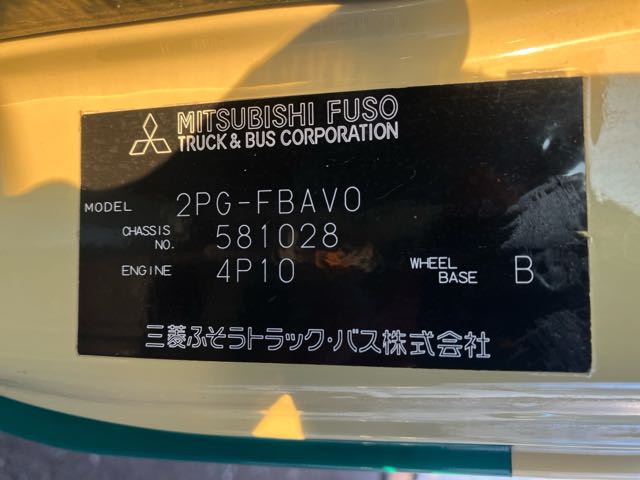 MITSUBISHI FUSO
TRUCK & BUS CORPORATION
MODEL 2PG-FBAV0
CHASSIS NO. 581028
ENGINE 4P10 WHEEL BASE B
三菱ふそうトラック・バス株式会社